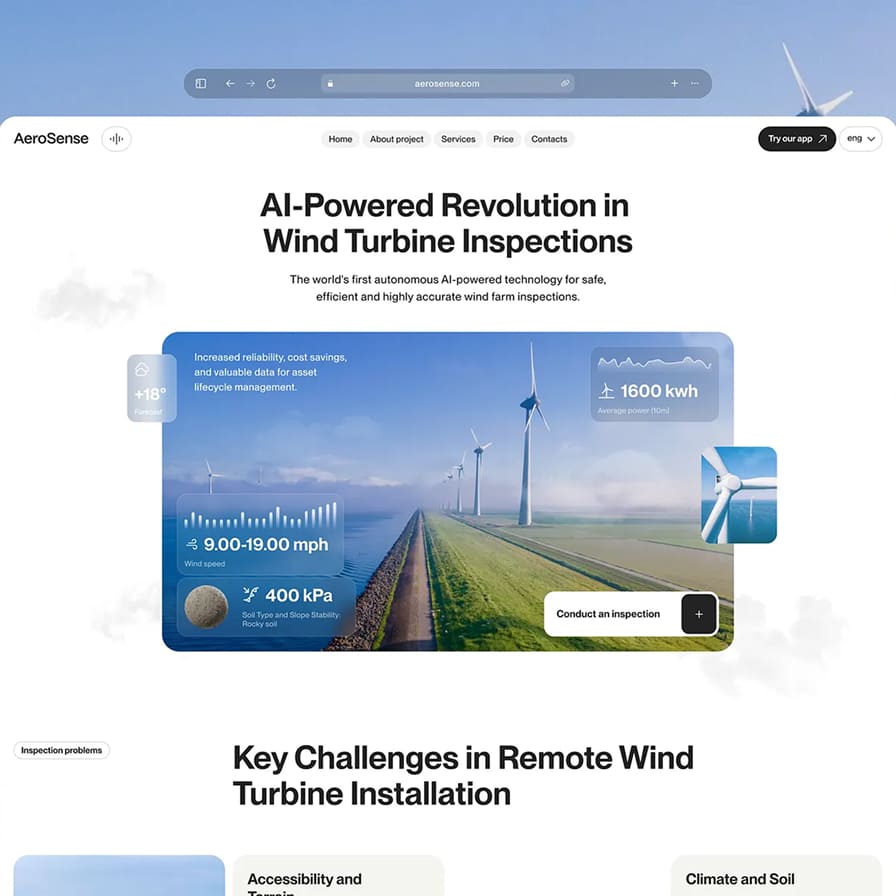 aerosense.com
AeroSense
Home
About project
Services
Price
Contacts
Try our app
eng
AI-Powered Revolution in
Wind Turbine Inspections
The world's first autonomous AI-powered technology for safe,
efficient and highly accurate wind farm inspections.
+18°
Forecast
Increased reliability, cost savings,
and valuable data for asset
lifecycle management.
1600 kwh
Average power (10m)
9.00-19.00 mph
Wind speed
400 kPa
Soil Type and Slope Stability:
Rocky soil
Conduct an inspection
Inspection problems
Key Challenges in Remote Wind
Turbine Installation
Accessibility and
Terrain
Climate and Soil